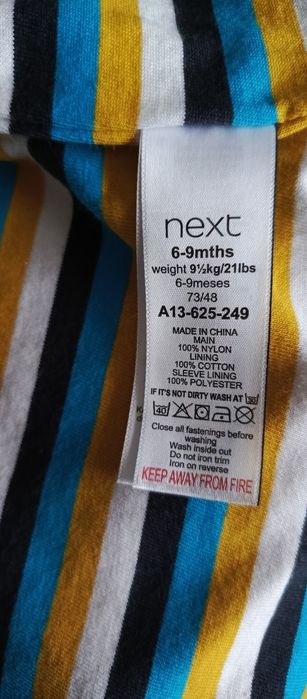 next
6-9mths
weight 9½kg/21lbs
6-9meses
73/48
A13-625-249
MADE IN CHINA
MAIN
100% NYLON
LINING
100% COTTON
SLEEVE LINING
100% POLYESTER
IF IT'S NOT DIRTY WASH AT 30
40
Close all fastenings before
washing
Wash inside out
Do not iron trim
Iron on reverse
KEEP AWAY FROM FIRE